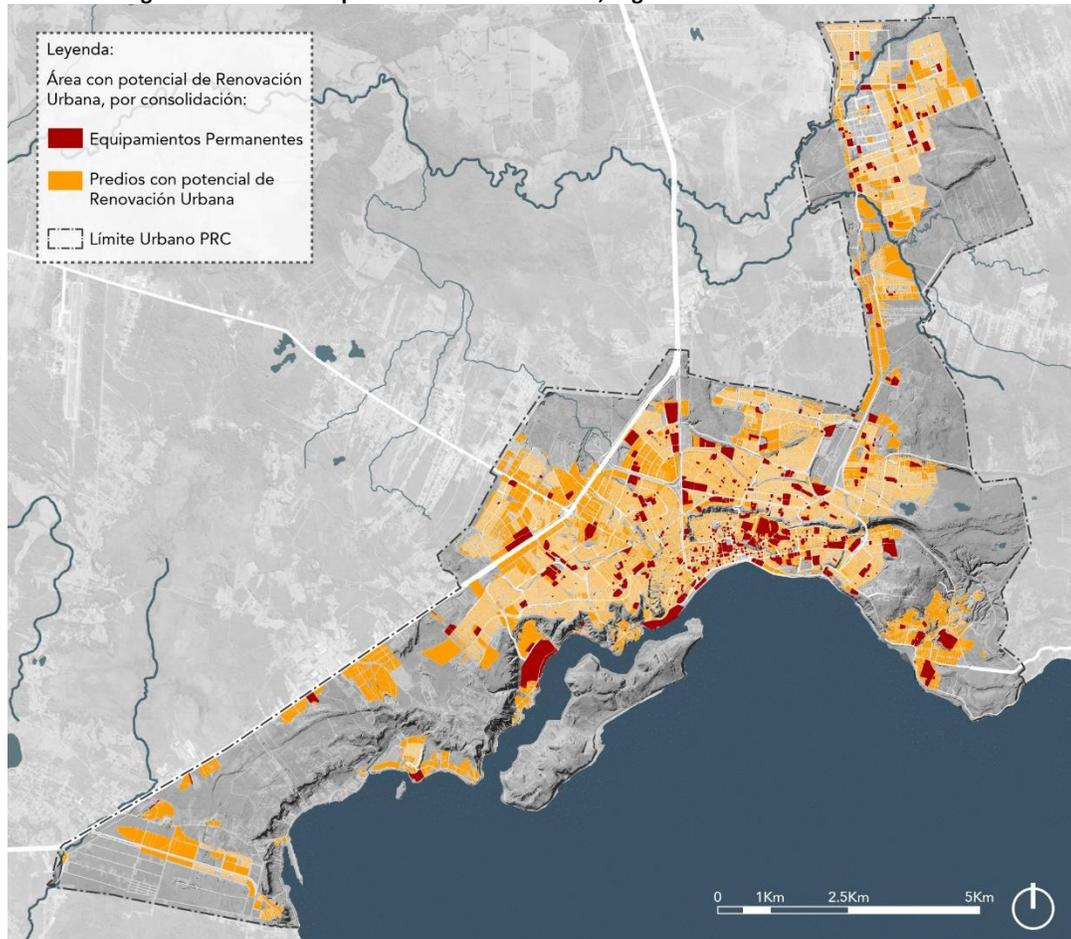 Leyenda:
Área con potencial de Renovación
Urbana, por consolidación:
Equipamientos Permanentes
Predios con potencial de
Renovación Urbana
Límite Urbano PRC
0 1Km 2.5Km 5Km